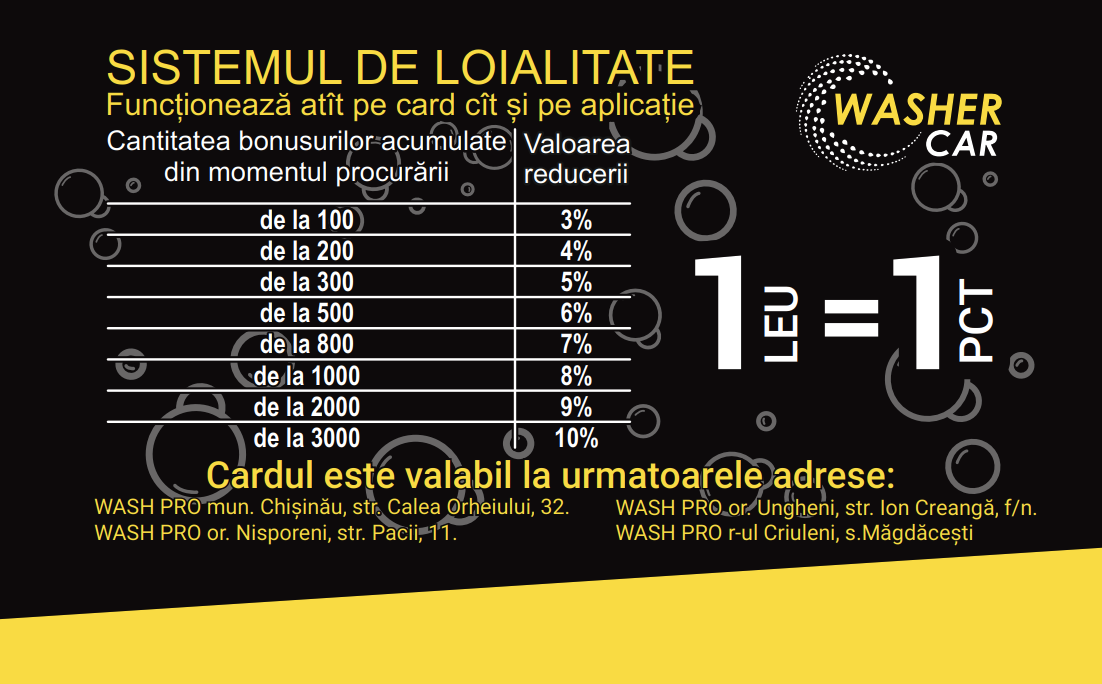 SISTEMUL DE LOIALITATE
Funcționează atît pe card cît și pe aplicație
WASHER
CAR
Cantitatea bonusurilor acumulate
din momentul procurării
Valoarea
reducerii
de la 100 3%
de la 200 4%
de la 300 5%
de la 500 6%
de la 800 7%
de la 1000 8%
de la 2000 9%
de la 3000 10%
1 LEU = 1 PCT
Cardul este valabil la urmatoarele adrese:
WASH PRO mun. Chișinău, str. Calea Orheiului, 32.
WASH PRO or. Nisporeni, str. Pacii, 11.
WASH PRO or. Ungheni, str. Ion Creangă, f/n.
WASH PRO r-ul Criuleni, s.Măgdăcești